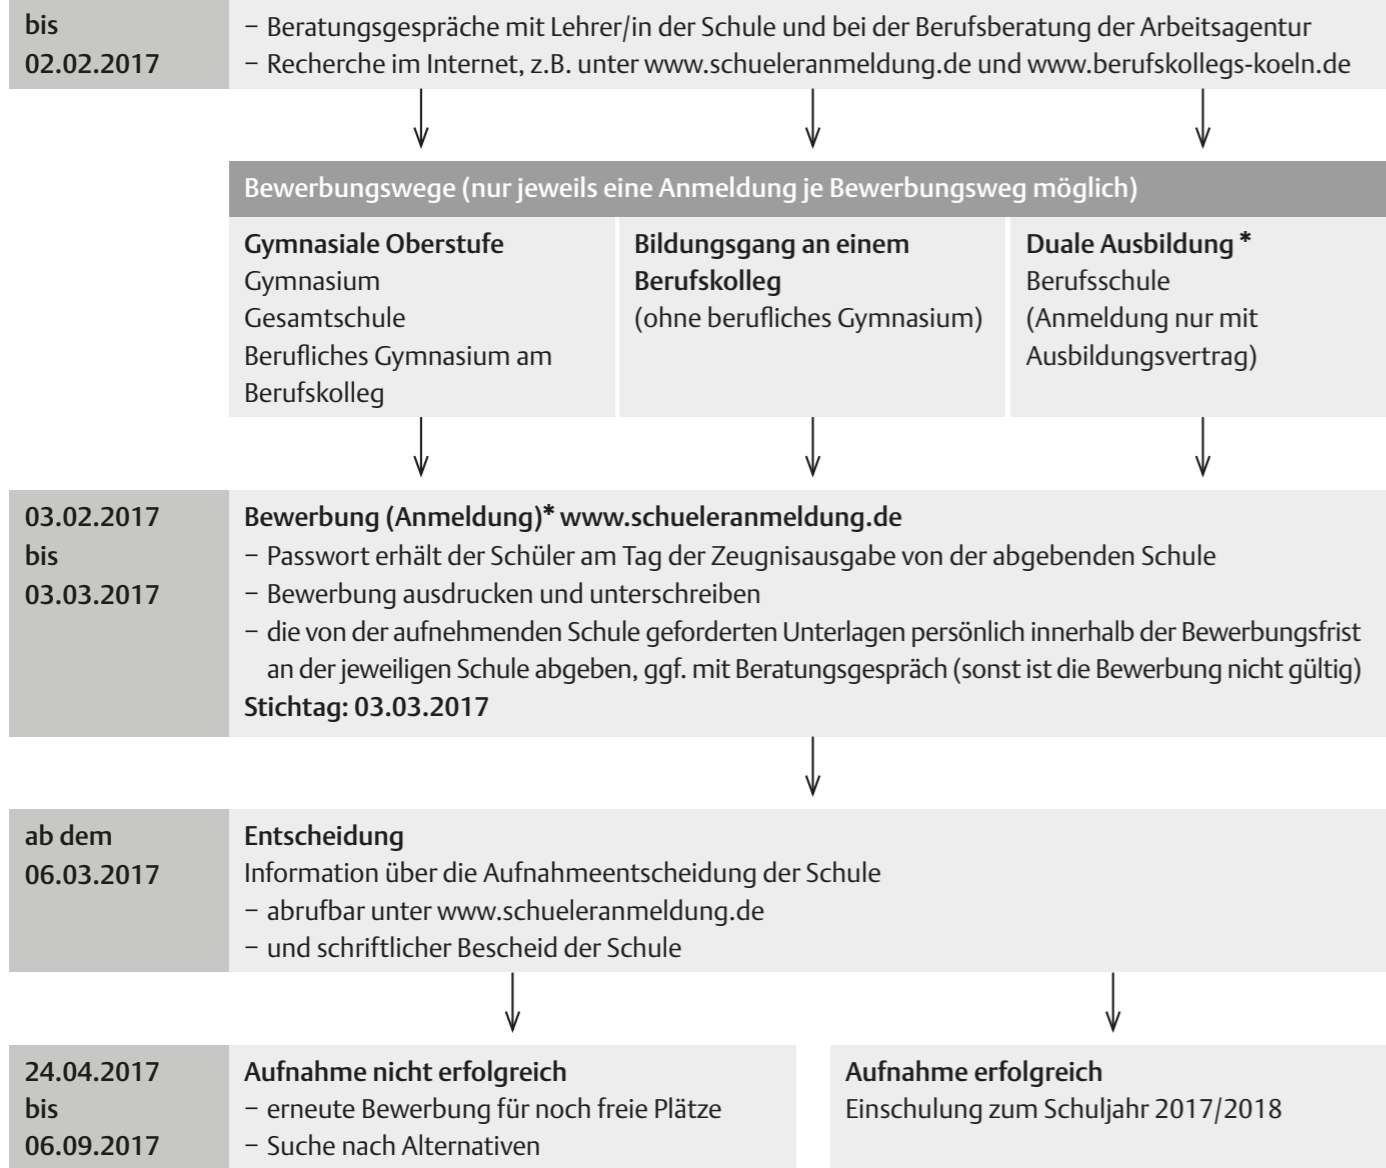 bis
02.02.2017
– Beratungsgespräche mit Lehrer/in der Schule und bei der Berufsberatung der Arbeitsagentur
– Recherche im Internet, z.B. unter www.schueleranmeldung.de und www.berufskollegs-koeln.de
Bewerbungswege (nur jeweils eine Anmeldung je Bewerbungsweg möglich)
Gymnasiale Oberstufe
Gymnasium
Gesamtschule
Berufliches Gymnasium am
Berufskolleg
Bildungsgang an einem
Berufskolleg
(ohne berufliches Gymnasium)
Duale Ausbildung *
Berufsschule
(Anmeldung nur mit
Ausbildungsvertrag)
03.02.2017
bis
03.03.2017
Bewerbung (Anmeldung)* www.schueleranmeldung.de
– Passwort erhält der Schüler am Tag der Zeugnisausgabe von der abgebenden Schule
– Bewerbung ausdrucken und unterschreiben
– die von der aufnehmenden Schule geforderten Unterlagen persönlich innerhalb der Bewerbungsfrist
an der jeweiligen Schule abgeben, ggf. mit Beratungsgespräch (sonst ist die Bewerbung nicht gültig)
Stichtag: 03.03.2017
ab dem
06.03.2017
Entscheidung
Information über die Aufnahmeentscheidung der Schule
– abrufbar unter www.schueleranmeldung.de
– und schriftlicher Bescheid der Schule
24.04.2017
bis
06.09.2017
Aufnahme nicht erfolgreich
– erneute Bewerbung für noch freie Plätze
– Suche nach Alternativen
Aufnahme erfolgreich
Einschulung zum Schuljahr 2017/2018